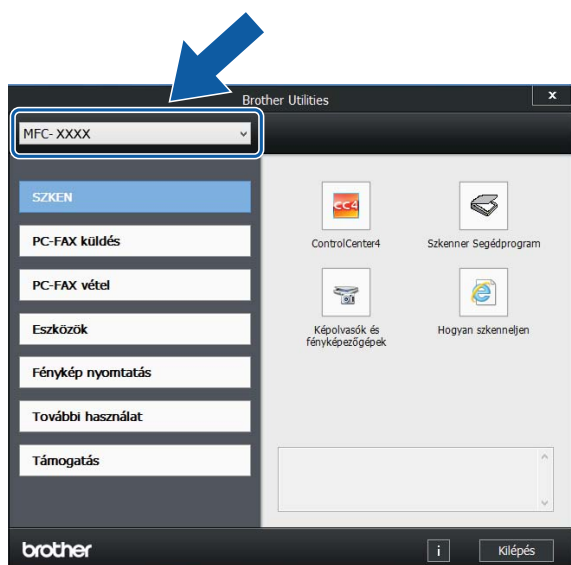 Brother Utilities
x
MFC- XXXX
SZKEN
PC-FAX küldés
PC-FAX vétel
Eszközök
Fénykép nyomtatás
További használat
Támogatás
CC4
ControlCenter4
Szkenner Segédprogram
Képolvasók és
fényképezőgépek
Hogyan szkenneljen
brother
i
Kilépés